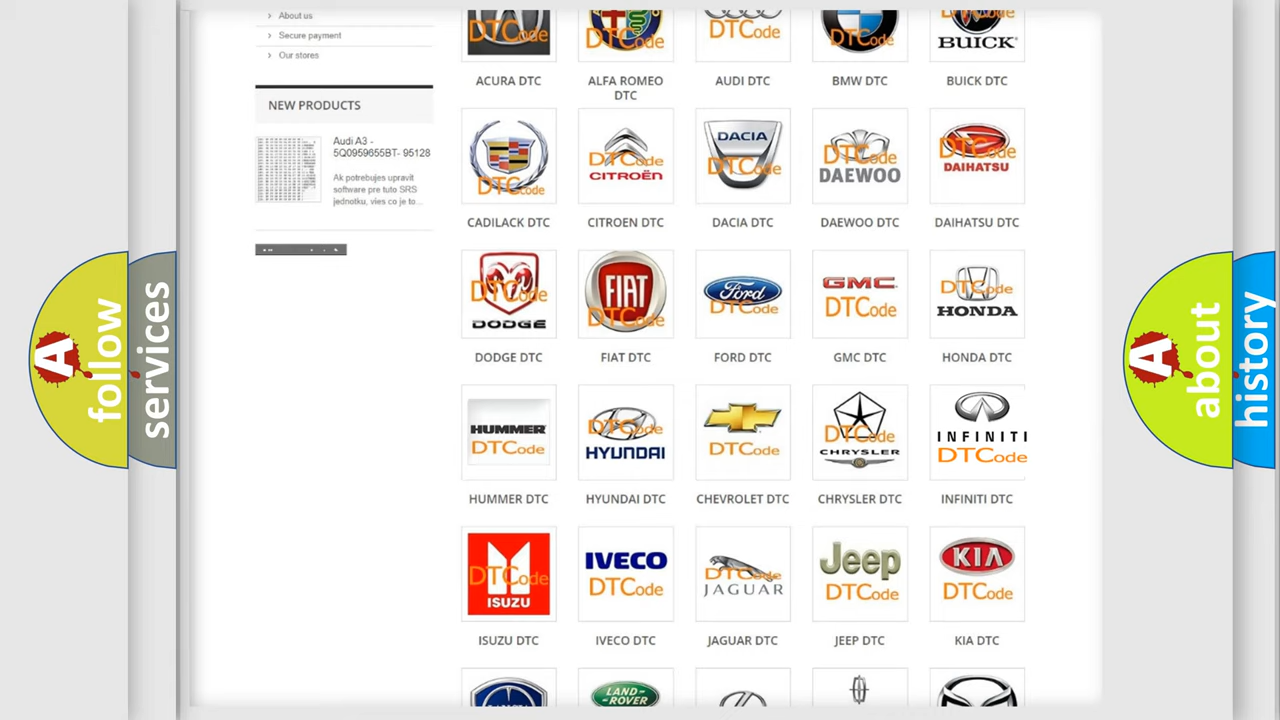 About us
Secure payment
Our stores
NEW PRODUCTS
Audi A3 -
5Q0959655BT- 95128
Ak potrebujes upravit
software pre tuto SRS
jednotku, vies co je to...
DTCode
DTCode
DTCode
DTCode
BUICK
ACURA DTC
ALFA ROMEO
DTC
AUDI DTC
BMW DTC
BUICK DTC
DTCode
DTCode
CITROËN
DACIA
DTCode
DTCode
DAEWOO
DTCode
DAIHATSU
CADILACK DTC
CITROEN DTC
DACIA DTC
DAEWOO DTC
DAIHATSU DTC
DTCode
DODGE
FIAT
DTCode
Ford
DTCode
GMC
DTCode
DTCode
HONDA
DODGE DTC
FIAT DTC
FORD DTC
GMC DTC
HONDA DTC
HUMMER
DTCode
DTCode
HYUNDAI
DTCode
DTCode
CHRYSLER
INFINITI
DTCode
HUMMER DTC
HYUNDAI DTC
CHEVROLET DTC
CHRYSLER DTC
INFINITI DTC
DTCode
ISUZU
IVECO
DTCode
DTCode
JAGUAR
Jeep
DTCode
KIA
DTCode
ISUZU DTC
IVECO DTC
JAGUAR DTC
JEEP DTC
KIA DTC
LAND-
ROVER
A follow
services
A about
history